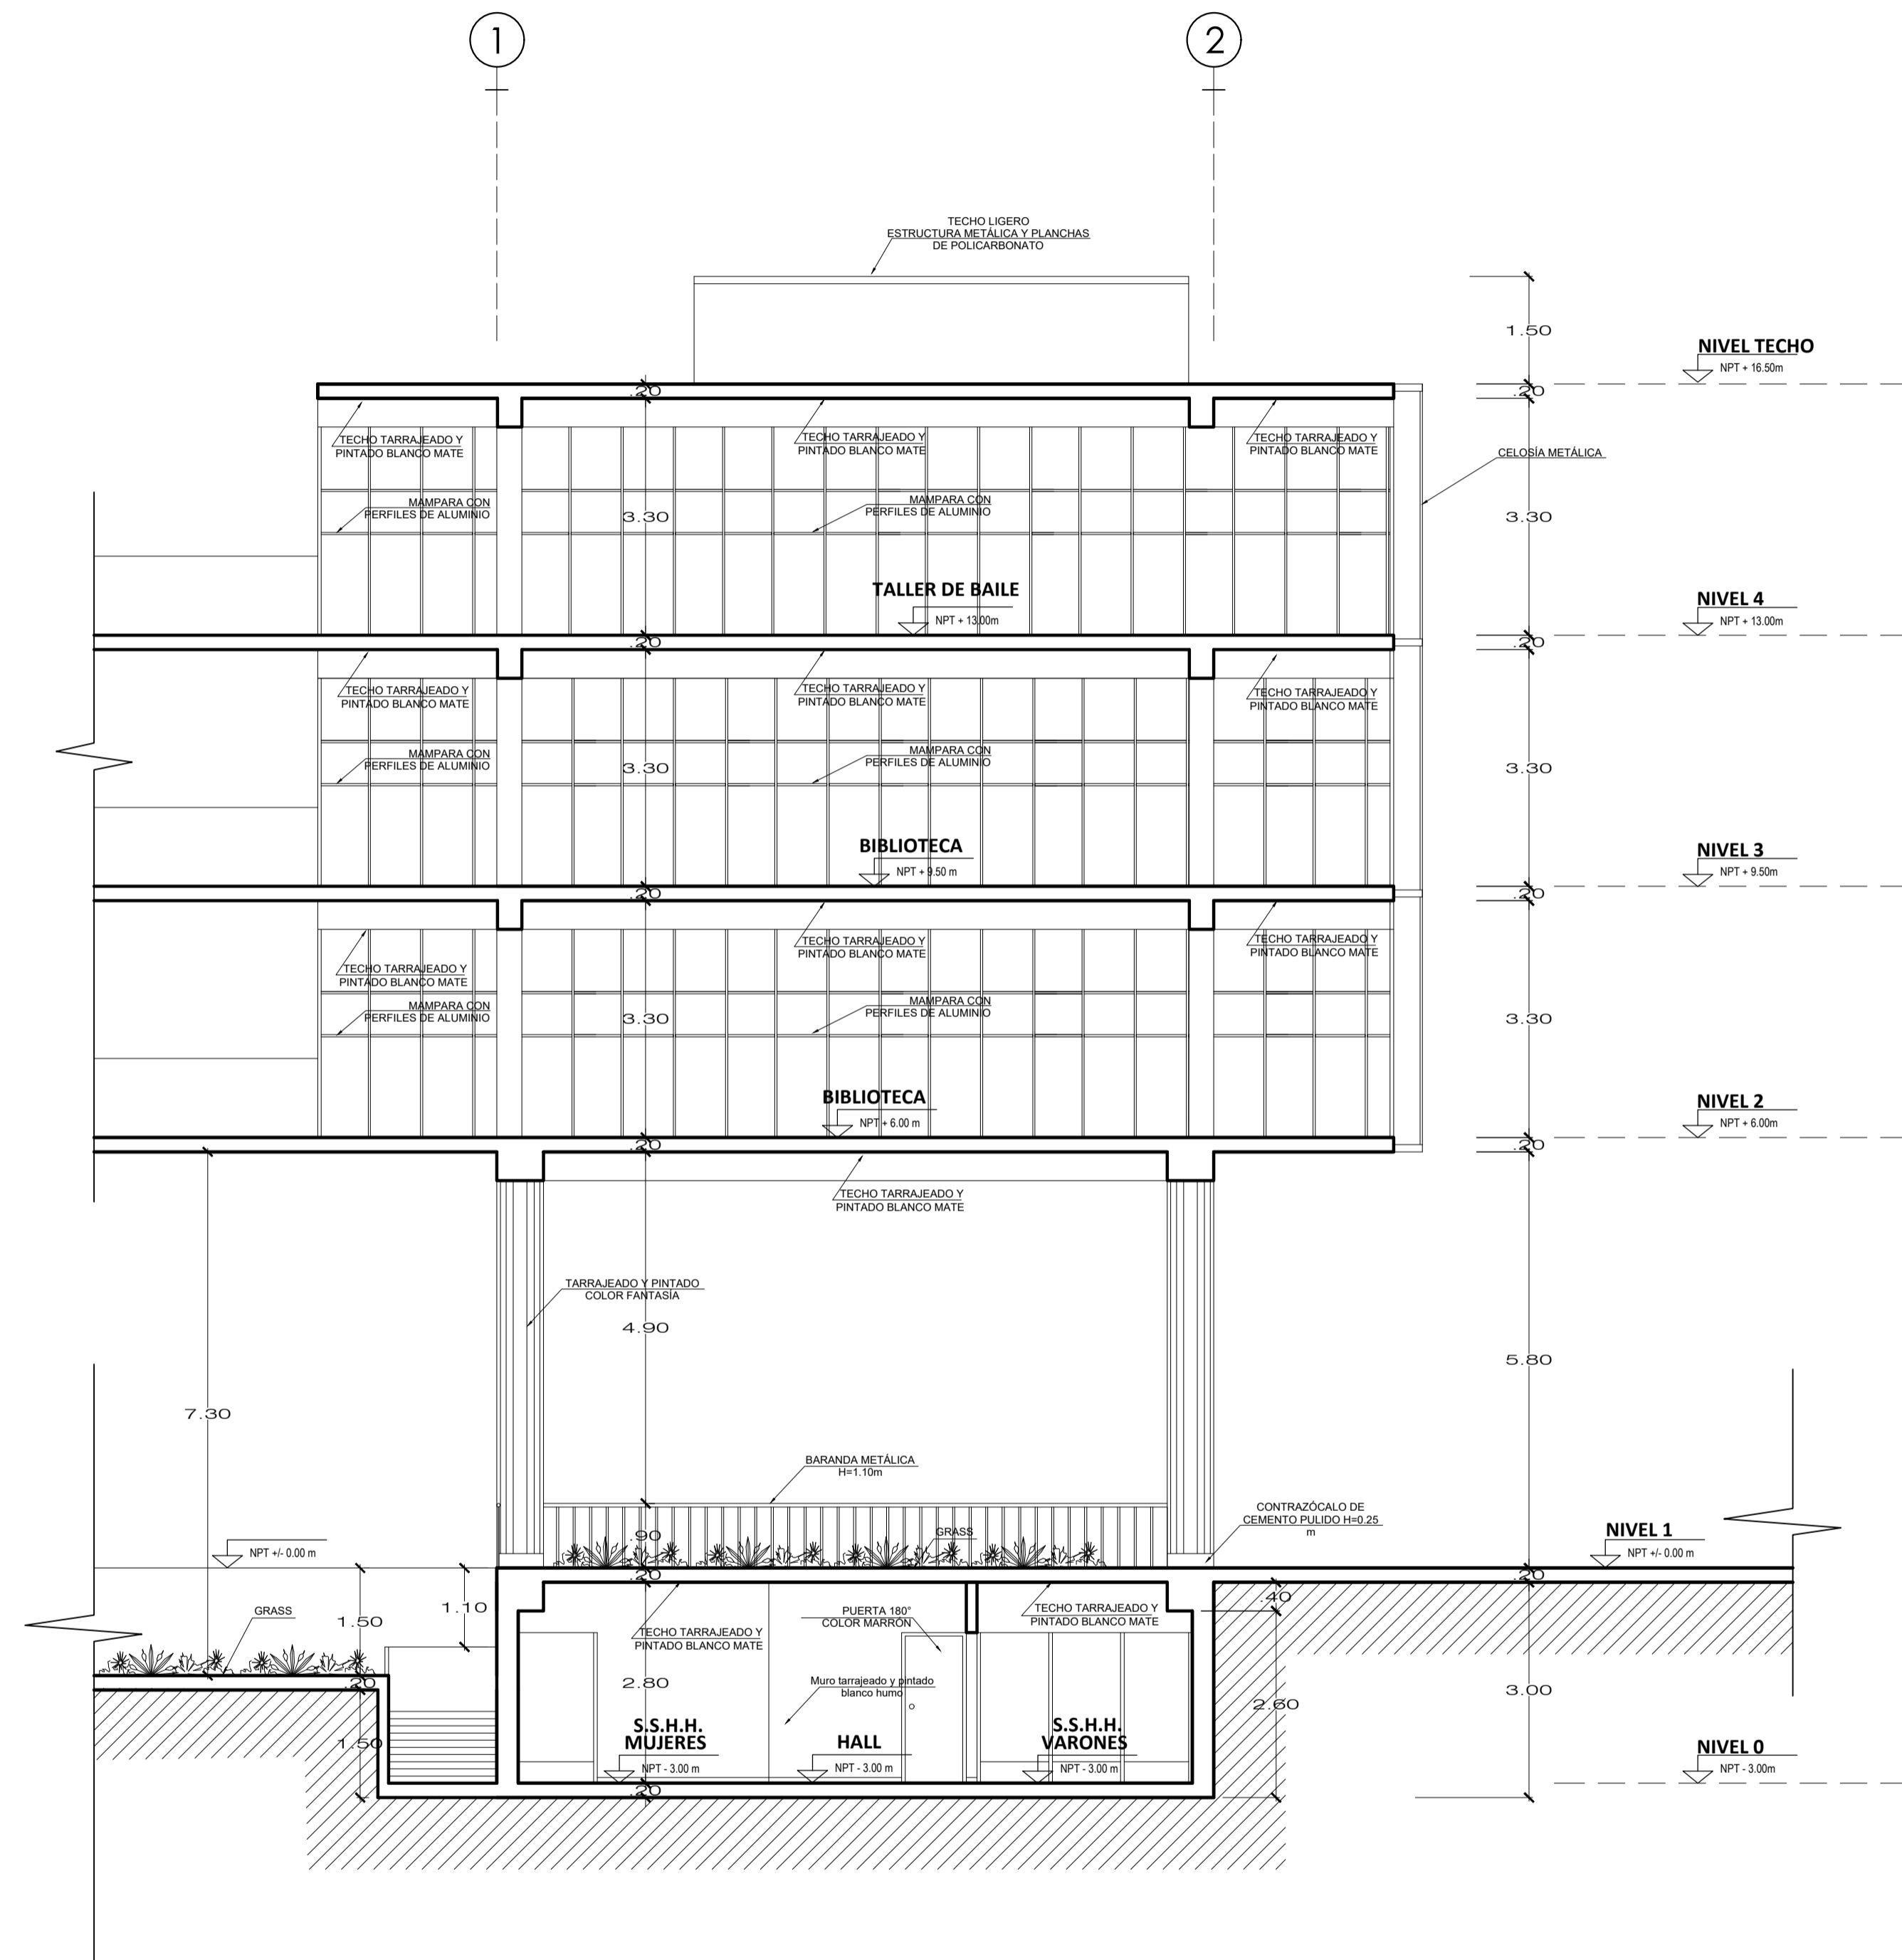 1
2
TECHO LIGERO
ESTRUCTURA METÁLICA Y PLANCHAS
DE POLICARBONATO
1.50
NIVEL TECHO
NPT + 16.50m
.20
.20
TECHO TARRAJEADO Y
PINTADO BLANCO MATE
TECHO TARRAJEADO Y
PINTADO BLANCO MATE
TECHO TARRAJEADO Y
PINTADO BLANCO MATE
CELOSÍA METÁLICA
MAMPARA CON
PERFILES DE ALUMINIO
3.30
MAMPARA CON
PERFILES DE ALUMINIO
3.30
TALLER DE BAILE
NPT + 13.00m
NIVEL 4
NPT + 13.00m
.20
.20
TECHO TARRAJEADO Y
PINTADO BLANCO MATE
TECHO TARRAJEADO Y
PINTADO BLANCO MATE
TECHO TARRAJEADO Y
PINTADO BLANCO MATE
MAMPARA CON
PERFILES DE ALUMINIO
3.30
MAMPARA CON
PERFILES DE ALUMINIO
3.30
BIBLIOTECA
NPT + 9.50 m
NIVEL 3
NPT + 9.50m
.20
.20
TECHO TARRAJEADO Y
PINTADO BLANCO MATE
TECHO TARRAJEADO Y
PINTADO BLANCO MATE
TECHO TARRAJEADO Y
PINTADO BLANCO MATE
MAMPARA CON
PERFILES DE ALUMINIO
3.30
MAMPARA CON
PERFILES DE ALUMINIO
3.30
BIBLIOTECA
NPT + 6.00 m
NIVEL 2
NPT + 6.00m
.20
.20
TECHO TARRAJEADO Y
PINTADO BLANCO MATE
TARRAJEADO Y PINTADO
COLOR FANTASÍA
4.90
5.80
7.30
BARANDA METÁLICA
H=1.10m
CONTRAZÓCALO DE
CEMENTO PULIDO H=0.25
m
.90
GRASS
NPT +/- 0.00 m
NIVEL 1
NPT +/- 0.00 m
.20
.20
GRASS
1.50
1.10
.40
PUERTA 180°
COLOR MARRÓN
TECHO TARRAJEADO Y
PINTADO BLANCO MATE
TECHO TARRAJEADO Y
PINTADO BLANCO MATE
.20
2.80
Muro tarrajeado y pintado
blanco humo
2.60
3.00
1.50
S.S.H.H.
MUJERES
NPT - 3.00 m
HALL
NPT - 3.00 m
S.S.H.H.
VARONES
NPT - 3.00 m
NIVEL 0
NPT - 3.00m
.20